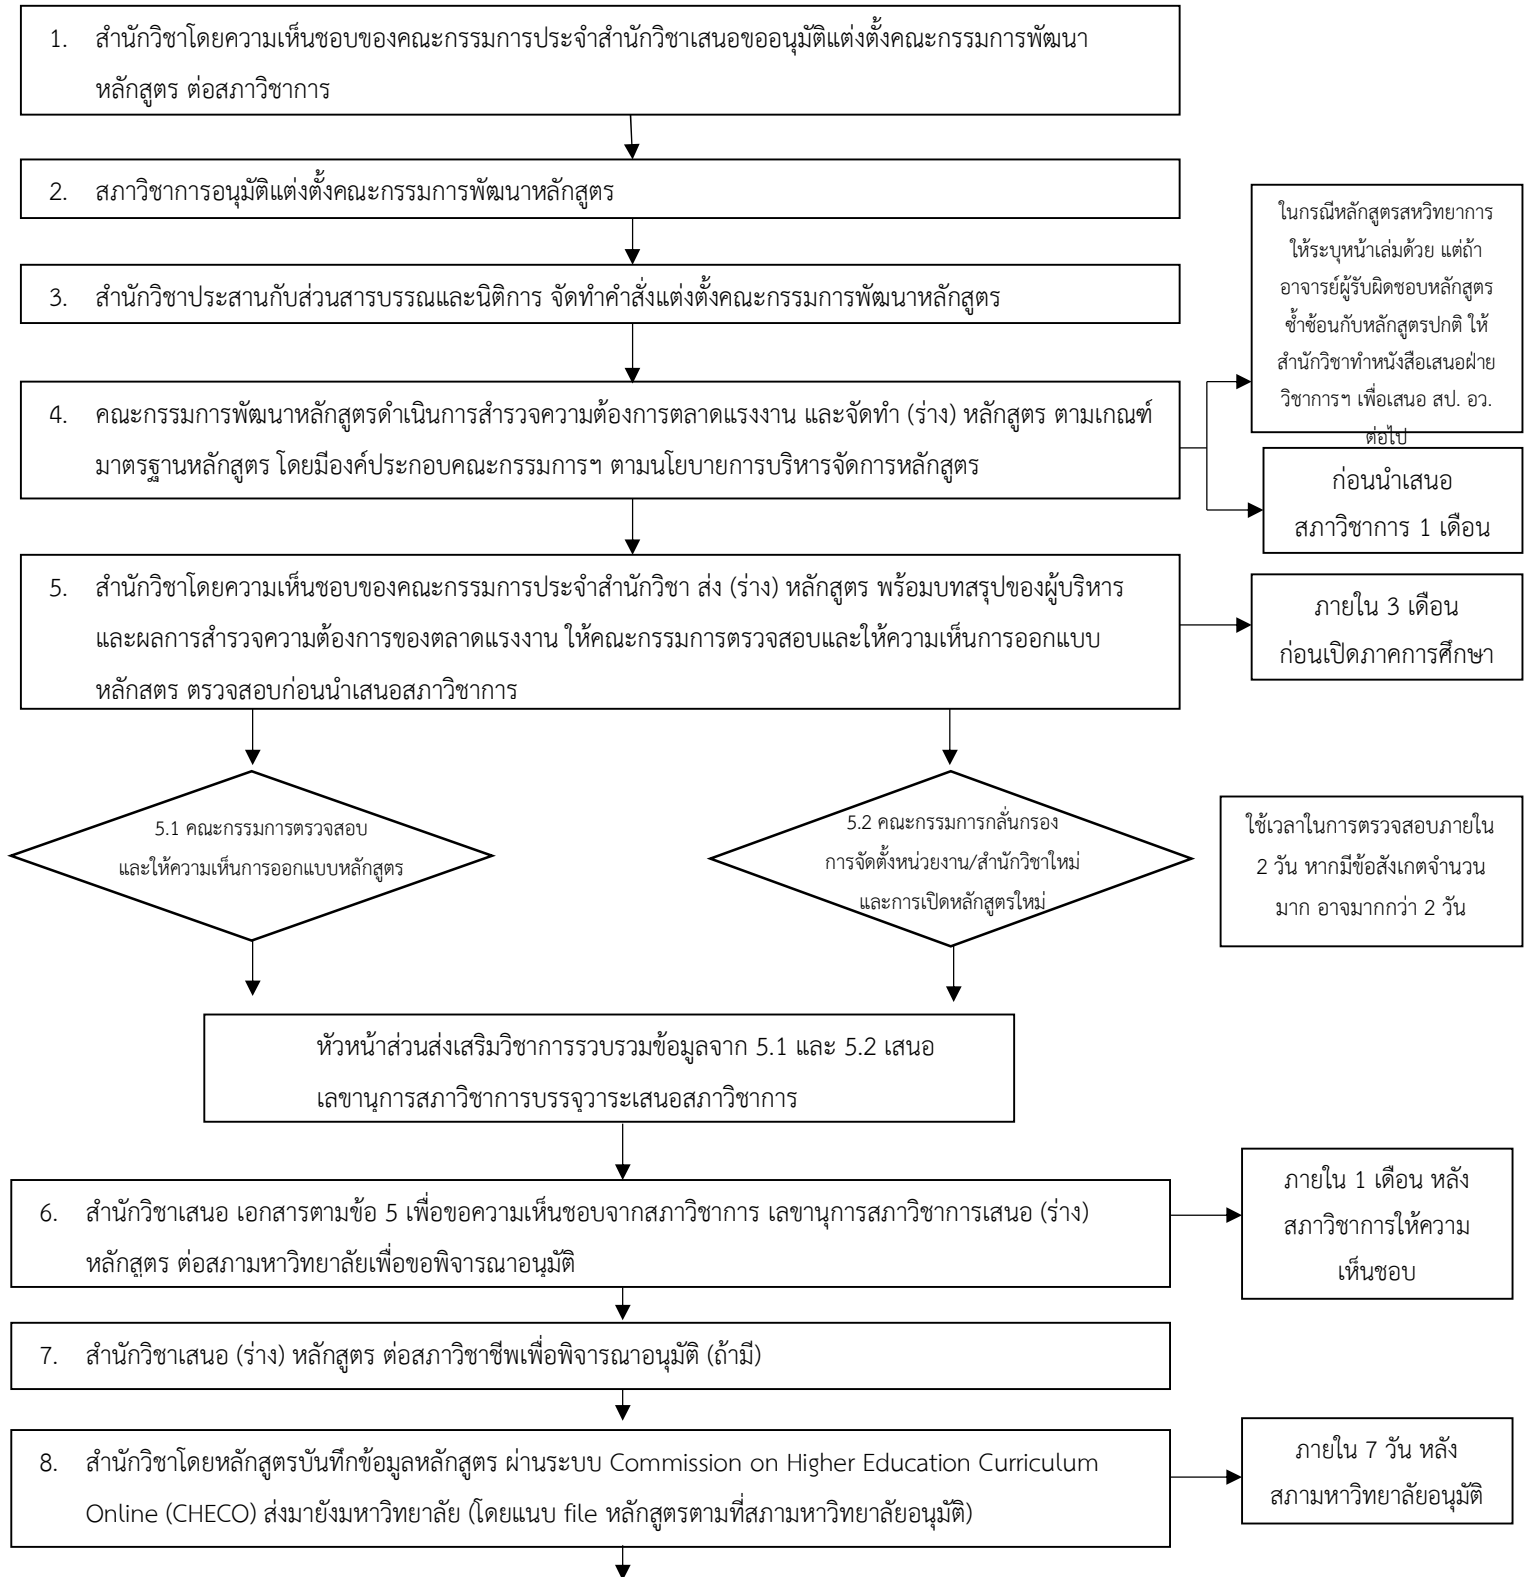 1. สำนักวิชาโดยความเห็นชอบของคณะกรรมการประจำสำนักวิชาเสนอขออนุมัติแต่งตั้งคณะกรรมการพัฒนา
หลักสูตร ต่อสภาวิชาการ
2. สภาวิชาการอนุมัติแต่งตั้งคณะกรรมการพัฒนาหลักสูตร
3. สำนักวิชาประสานกับส่วนสารบรรณและนิติการ จัดทำคำสั่งแต่งตั้งคณะกรรมการพัฒนาหลักสูตร
ในกรณีหลักสูตรสหวิทยาการ
ให้ระบุหน้าเล่มด้วย แต่ถ้า
อาจารย์ผู้รับผิดชอบหลักสูตร
ซ้ำซ้อนกับหลักสูตรปกติ ให้
สำนักวิชาทำหนังสือเสนอฝ่าย
วิชาการฯ เพื่อเสนอ สป. อว.
ต่อไป
4. คณะกรรมการพัฒนาหลักสูตรดำเนินการสำรวจความต้องการตลาดแรงงาน และจัดทำ (ร่าง) หลักสูตร ตามเกณฑ์
มาตรฐานหลักสูตร โดยมีองค์ประกอบคณะกรรมการฯ ตามนโยบายการบริหารจัดการหลักสูตร
ก่อนนำเสนอ
สภาวิชาการ 1 เดือน
5. สำนักวิชาโดยความเห็นชอบของคณะกรรมการประจำสำนักวิชา ส่ง (ร่าง) หลักสูตร พร้อมบทสรุปของผู้บริหาร
และผลการสำรวจความต้องการของตลาดแรงงาน ให้คณะกรรมการตรวจสอบและให้ความเห็นการออกแบบ
หลักสตร ตรวจสอบก่อนนำเสนอสภาวิชาการ
ภายใน 3 เดือน
ก่อนเปิดภาคการศึกษา
5.1 คณะกรรมการตรวจสอบ
และให้ความเห็นการออกแบบหลักสูตร
5.2 คณะกรรมการกลั่นกรอง
การจัดตั้งหน่วยงาน/สำนักวิชาใหม่
และการเปิดหลักสูตรใหม่
ใช้เวลาในการตรวจสอบภายใน
2 วัน หากมีข้อสังเกตจำนวน
มาก อาจมากกว่า 2 วัน
หัวหน้าส่วนส่งเสริมวิชาการรวบรวมข้อมูลจาก 5.1 และ 5.2 เสนอ
เลขานุการสภาวิชาการบรรจุวาระเสนอสภาวิชาการ
6. สำนักวิชาเสนอ เอกสารตามข้อ 5 เพื่อขอความเห็นชอบจากสภาวิชาการ เลขานุการสภาวิชาการเสนอ (ร่าง)
หลักสูตร ต่อสภามหาวิทยาลัยเพื่อขอพิจารณาอนุมัติ
ภายใน 1 เดือน หลัง
สภาวิชาการให้ความ
เห็นชอบ
7. สำนักวิชาเสนอ (ร่าง) หลักสูตร ต่อสภาวิชาชีพเพื่อพิจารณาอนุมัติ (ถ้ามี)
8. สำนักวิชาโดยหลักสูตรบันทึกข้อมูลหลักสูตร ผ่านระบบ Commission on Higher Education Curriculum
Online (CHECO) ส่งมายังมหาวิทยาลัย (โดยแนบ file หลักสูตรตามที่สภามหาวิทยาลัยอนุมัติ)
ภายใน 7 วัน หลัง
สภามหาวิทยาลัยอนุมัติ